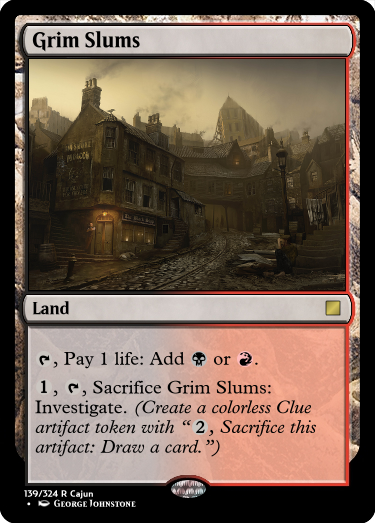 Grim Slums
Land
, Pay 1 life: Add or .
1 , , Sacrifice Grim Slums:
Investigate. (Create a colorless Clue
artifact token with “ 2 , Sacrifice this
artifact: Draw a card.”)
139/324 R Cajun
• George Johnstone